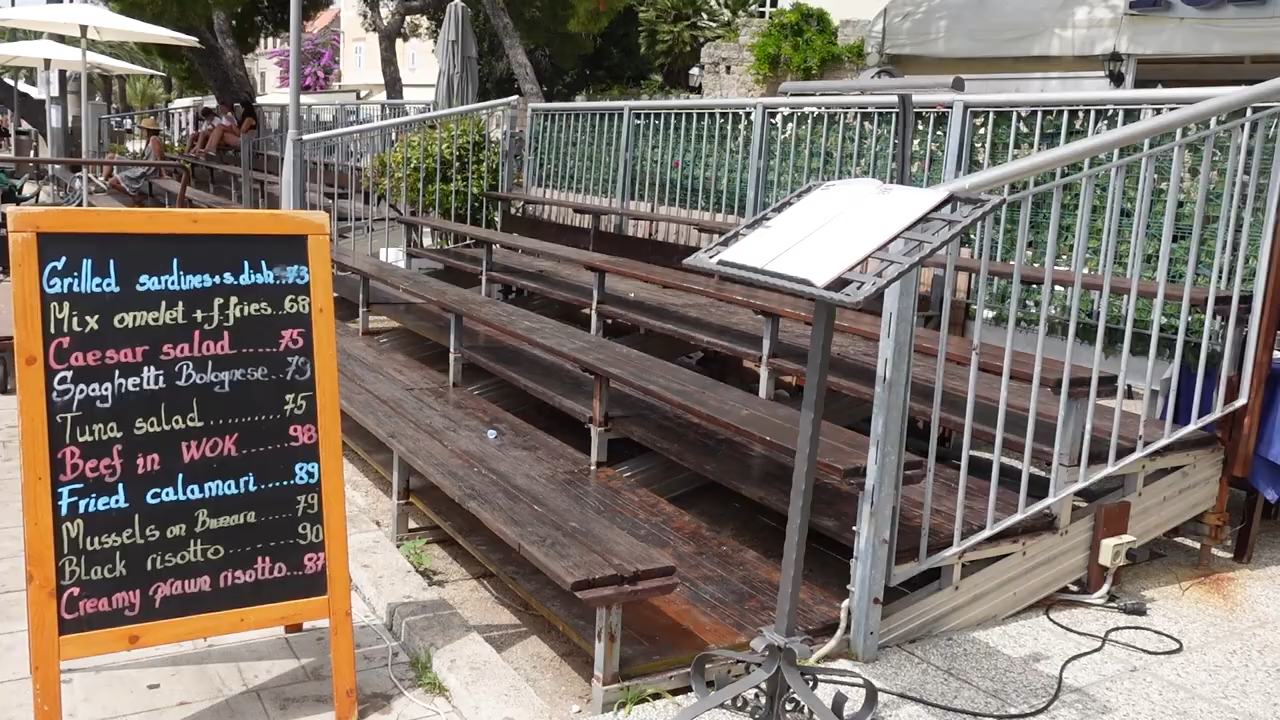 Grilled sardines+s.dish..73
Mix omelet +f.fries..68
Caesar salad .....75
Spaghetti Bolognese..79
Tuna salad ..........75
Beef in WOK.....98
Fried calamari.....89
Mussels on Buzara .....79
Black risotto........90
Creamy prawn risotto...87